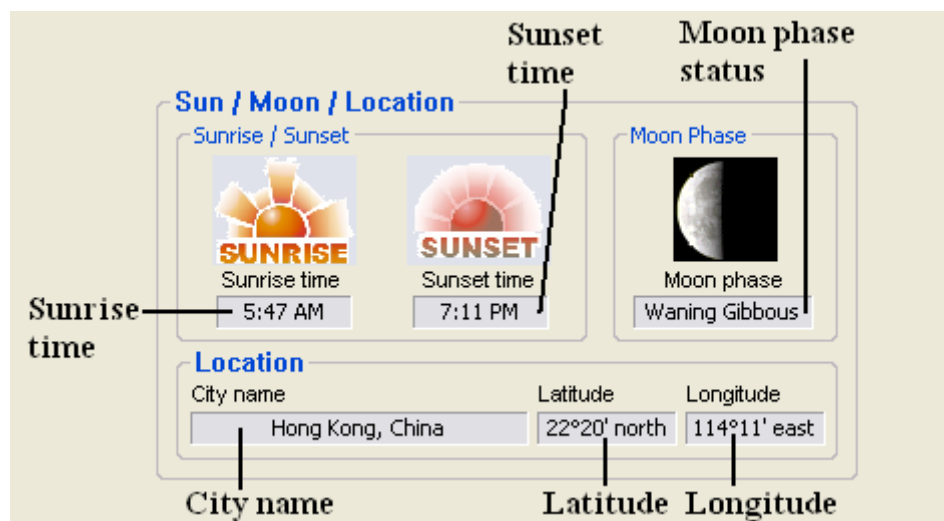 Sunset
time
Moon phase
status
Sun / Moon / Location
Sunrise / Sunset
Moon Phase
SUNRISE
SUNSET
Sunrise time
Sunset time
Moon phase
Sunrise
time
5:47 AM
7:11 PM
Waning Gibbous
Location
City name
Latitude
Longitude
Hong Kong, China
22°20' north
114°11' east
City name
Latitude
Longitude